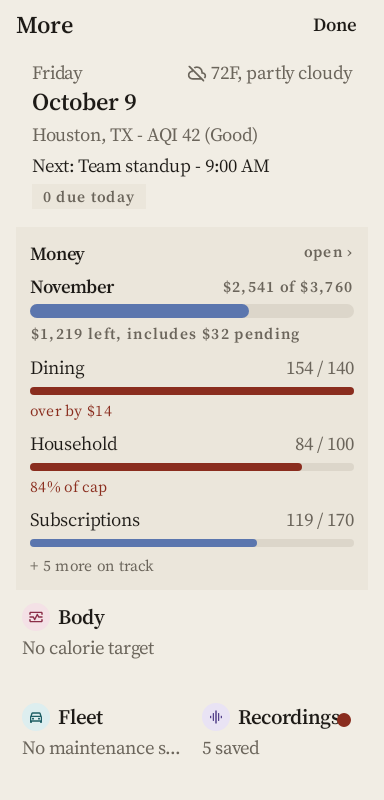 More
Done
Friday
72F, partly cloudy
October 9
Houston, TX - AQI 42 (Good)
Next: Team standup - 9:00 AM
0 due today
Money
open ›
November
$2,541 of $3,760
$1,219 left, includes $32 pending
Dining
154 / 140
over by $14
Household
84 / 100
84% of cap
Subscriptions
119 / 170
+ 5 more on track
Body
No calorie target
Fleet
Recordings
No maintenance s...
5 saved